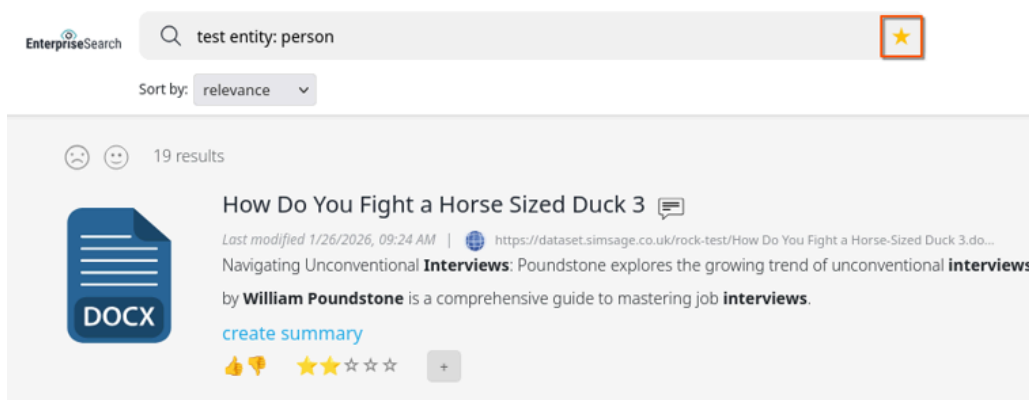 EnterpriseSearch
test entity: person
Sort by: relevance
19 results
How Do You Fight a Horse Sized Duck 3
Last modified 1/26/2026, 09:24 AM | https://dataset.simsage.co.uk/rock-test/How Do You Fight a Horse-Sized Duck 3.do...
Navigating Unconventional Interviews: Poundstone explores the growing trend of unconventional interviews
by William Poundstone is a comprehensive guide to mastering job interviews.
DOCX
create summary
+